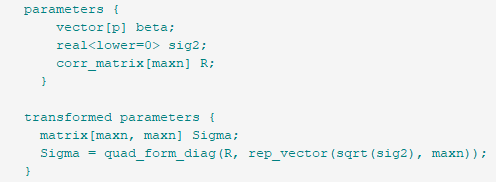 parameters {
vector[p] beta;
real<lower=0> sig2;
corr_matrix[maxn] R;
}
transformed parameters {
matrix[maxn, maxn] Sigma;
Sigma = quad_form_diag(R, rep_vector(sqrt(sig2), maxn));
}